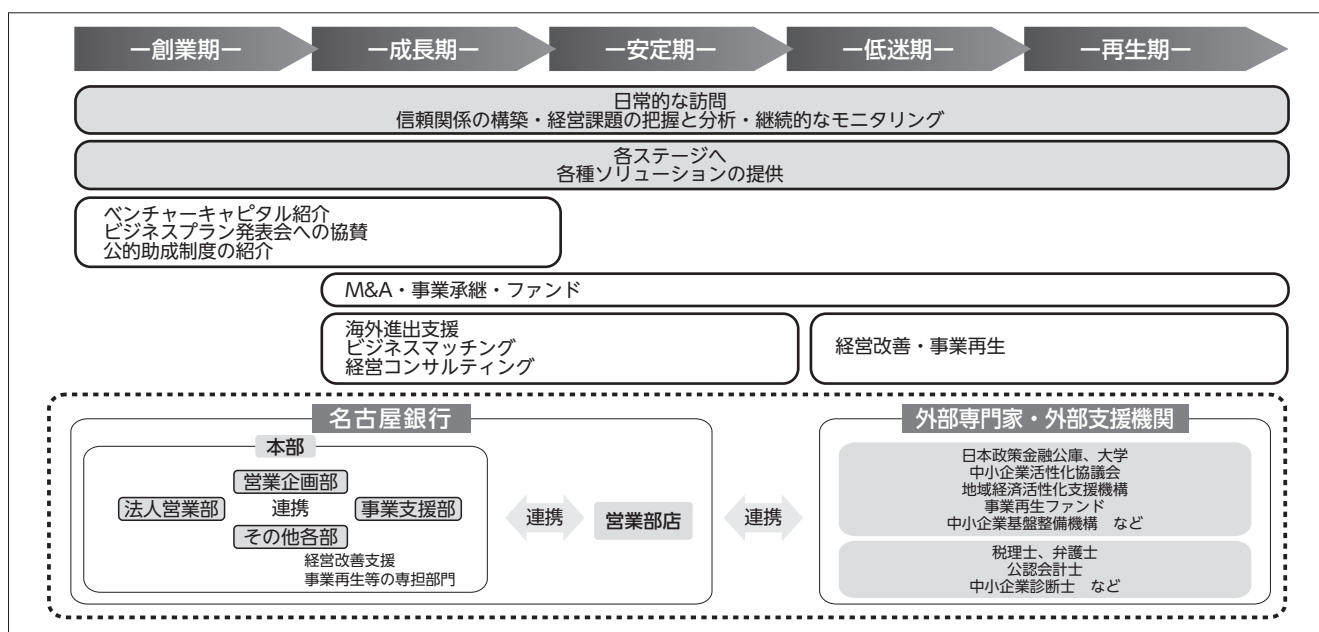 ー創業期ー
ー成長期ー
ー安定期ー
ー低迷期ー
ー再生期ー
日常的な訪問
信頼関係の構築・経営課題の把握と分析・継続的なモニタリング
各ステージへ
各種ソリューションの提供
ベンチャーキャピタル紹介
ビジネスプラン発表会への協賛
公的助成制度の紹介
M&A・事業承継・ファンド
海外進出支援
ビジネスマッチング
経営コンサルティング
経営改善・事業再生
名古屋銀行
本部
営業企画部
法人営業部
連携
事業支援部
その他各部
経営改善支援
事業再生等の専担部門
連携
営業部店
連携
外部専門家・外部支援機関
日本政策金融公庫、大学
中小企業活性化協議会
地域経済活性化支援機構
事業再生ファンド
中小企業基盤整備機構　など
税理士、弁護士
公認会計士
中小企業診断士　など